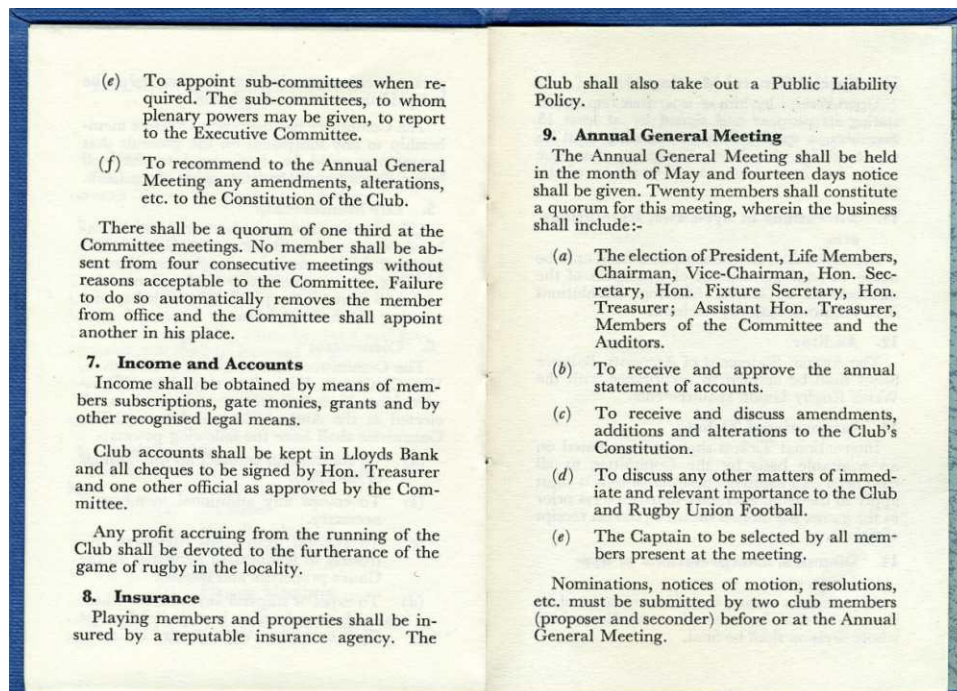 (e) To appoint sub-committees when re-
quired. The sub-committees, to whom
plenary powers may be given, to report
to the Executive Committee.
(f) To recommend to the Annual General
Meeting any amendments, alterations,
etc. to the Constitution of the Club.
There shall be a quorum of one third at the
Committee meetings. No member shall be ab-
sent from four consecutive meetings without
reasons acceptable to the Committee. Failure
to do so automatically removes the member
from office and the Committee shall appoint
another in his place.
7. Income and Accounts
Income shall be obtained by means of mem-
bers subscriptions, gate monies, grants and by
other recognised legal means.
Club accounts shall be kept in Lloyds Bank
and all cheques to be signed by Hon. Treasurer
and one other official as approved by the Com-
mittee.
Any profit accruing from the running of the
Club shall be devoted to the furtherance of the
game of rugby in the locality.
8. Insurance
Playing members and properties shall be in-
sured by a reputable insurance agency. The
Club shall also take out a Public Liability
Policy.
9. Annual General Meeting
The Annual General Meeting shall be held
in the month of May and fourteen days notice
shall be given. Twenty members shall constitute
a quorum for this meeting, wherein the business
shall include:-
(a) The election of President, Life Members,
Chairman, Vice-Chairman, Hon. Sec-
retary, Hon. Fixture Secretary, Hon.
Treasurer; Assistant Hon. Treasurer,
Members of the Committee and the
Auditors.
(b) To receive and approve the annual
statement of accounts.
(c) To receive and discuss amendments,
additions and alterations to the Club's
Constitution.
(d) To discuss any other matters of immed-
iate and relevant importance to the Club
and Rugby Union Football.
(e) The Captain to be selected by all mem-
bers present at the meeting.
Nominations, notices of motion, resolutions,
etc. must be submitted by two club members
(proposer and seconder) before or at the Annual
General Meeting.